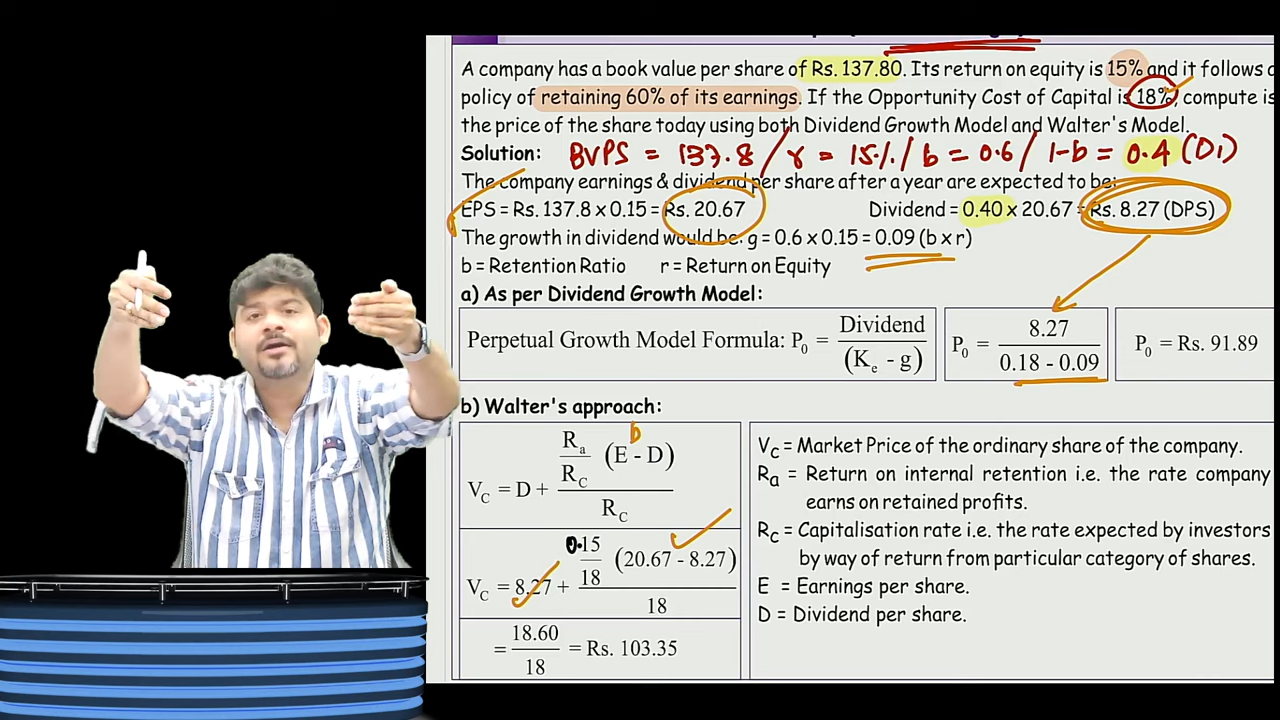 A company has a book value per share of Rs. 137.80. Its return on equity is 15% and it follows a
policy of retaining 60% of its earnings. If the Opportunity Cost of Capital is 18%, compute is
the price of the share today using both Dividend Growth Model and Walter's Model.
Solution: BVPS = 137.8 / r = 15% / b = 0.6 / 1-b = 0.4 (D1)
The company earnings & dividend per share after a year are expected to be:
EPS = Rs. 137.8 x 0.15 = Rs. 20.67 Dividend = 0.40 x 20.67 = Rs. 8.27 (DPS)
The growth in dividend would be: g = 0.6 x 0.15 = 0.09 (b x r)
b = Retention Ratio r = Return on Equity
a) As per Dividend Growth Model:
Perpetual Growth Model Formula: P0 = Dividend / (Ke - g) P0 = 8.27 / 0.18 - 0.09 P0 = Rs. 91.89
b) Walter's approach:
b
VC = D + Ra / RC (E - D) / RC
VC = 8.27 + 0.15 / 18 (20.67 - 8.27) / 18
= 18.60 / 18 = Rs. 103.35
VC = Market Price of the ordinary share of the company.
Ra = Return on internal retention i.e. the rate company
earns on retained profits.
RC = Capitalisation rate i.e. the rate expected by investors
by way of return from particular category of shares.
E = Earnings per share.
D = Dividend per share.